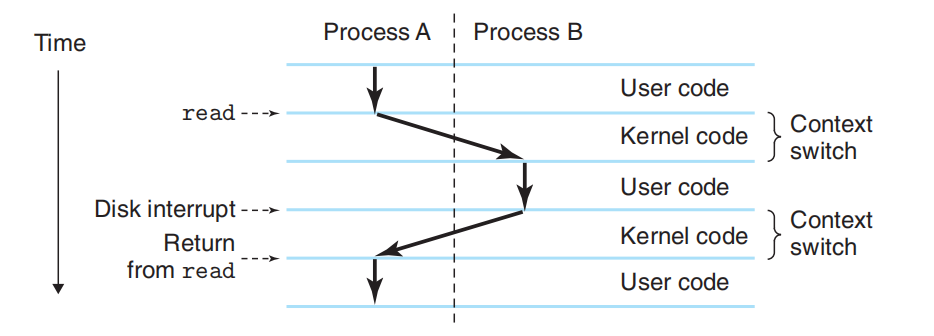 Process A
Process B
Time
User code
read
Kernel code
Context
switch
User code
Disk interrupt
Kernel code
Context
switch
Return
from read
User code